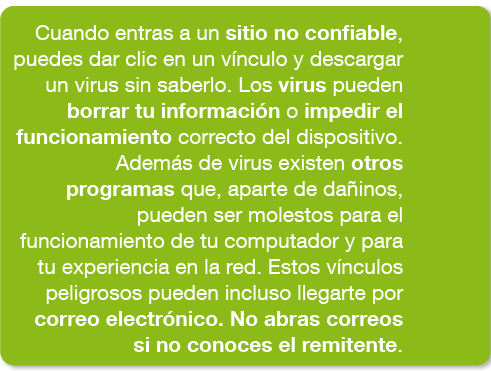 Cuando entras a un sitio no confiable,
puedes dar clic en un vínculo y descargar
un virus sin saberlo. Los virus pueden
borrar tu información o impedir el
funcionamiento correcto del dispositivo.
Además de virus existen otros
programas que, aparte de dañinos,
pueden ser molestos para el
funcionamiento de tu computador y para
tu experiencia en la red. Estos vínculos
peligrosos pueden incluso llegarte por
correo electrónico. No abras correos
si no conoces el remitente.